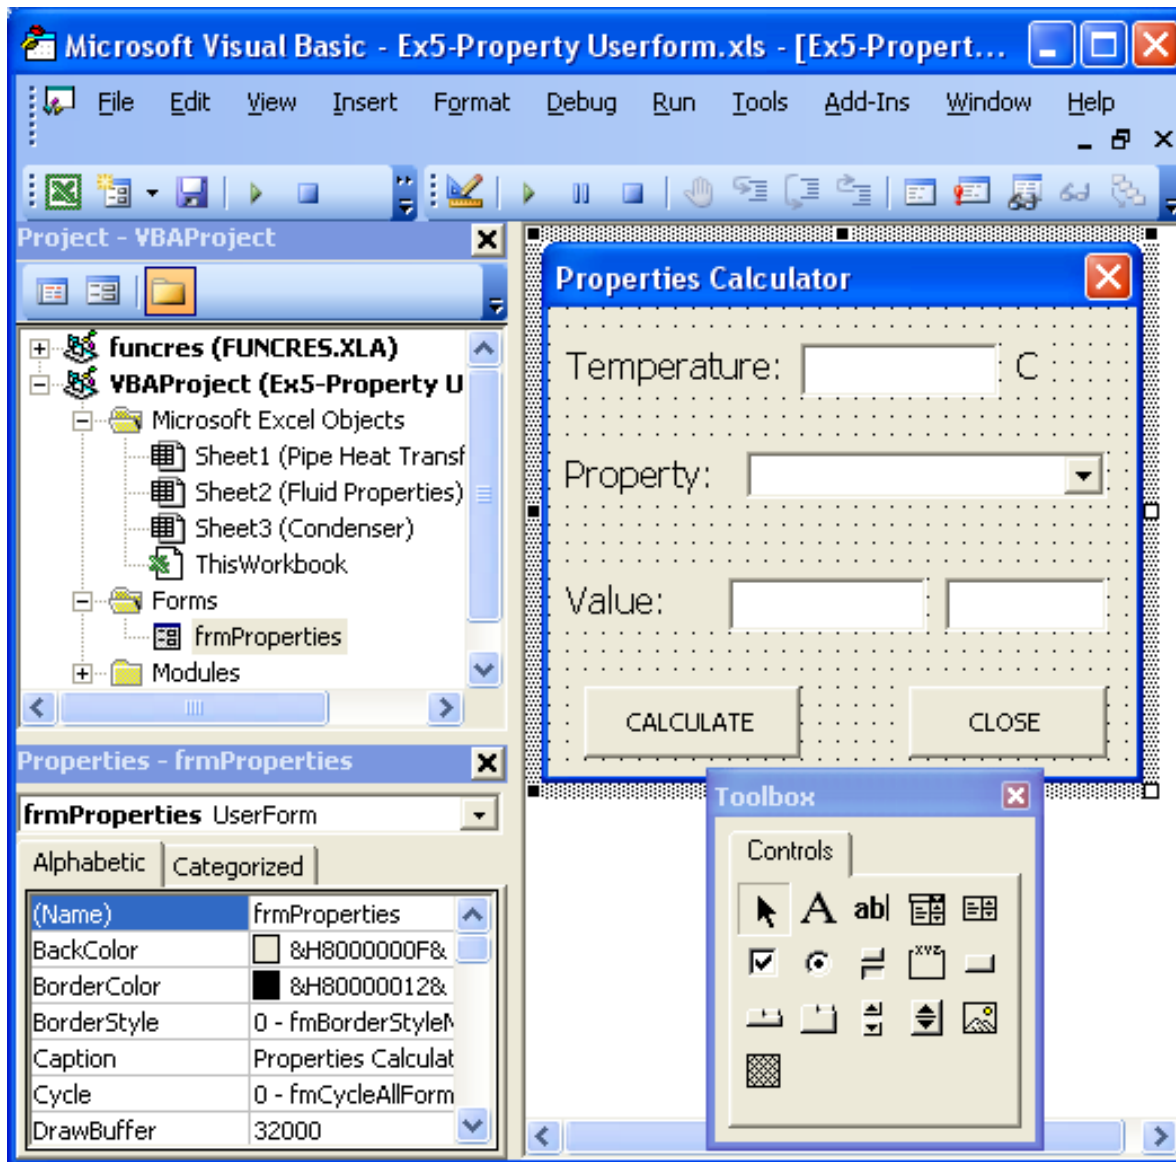 Microsoft Visual Basic - Ex5-Property Userform.xls - [Ex5-Propert...
File Edit View Insert Format Debug Run Tools Add-Ins Window Help
Project - VBAProject
funcres (FUNCRES.XLA)
VBAProject (Ex5-Property U
Microsoft Excel Objects
Sheet1 (Pipe Heat Transf
Sheet2 (Fluid Properties)
Sheet3 (Condenser)
ThisWorkbook
Forms
frmProperties
Modules
Properties - frmProperties
frmProperties UserForm
Alphabetic Categorized
(Name) frmProperties
BackColor &H8000000F&
BorderColor &H80000012&
BorderStyle 0 - fmBorderStyleN
Caption Properties Calculat
Cycle 0 - fmCycleAllForm
DrawBuffer 32000
Properties Calculator
Temperature: C
Property:
Value:
CALCULATE CLOSE
Toolbox
Controls
A ab|
xyz